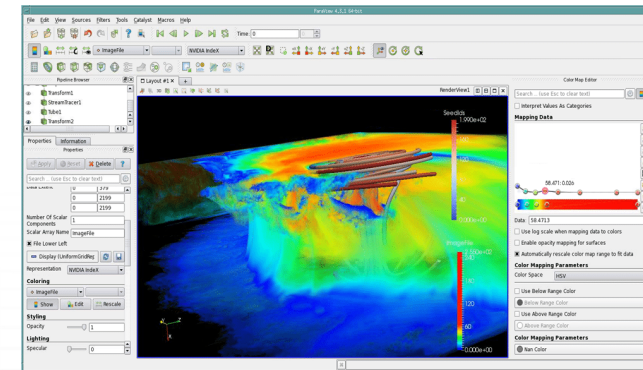 ParaView 4.3.1 64-bit
File Edit View Sources Filters Tools Catalyst Macros Help
Time: 0
ImageFile
NVIDIA IndeX
Pipeline Browser
Layout #1 X +
Color Map Editor
RenderView1
Transform1
StreamTracer1
Tube1
Transform2
Properties Information
Properties
Apply Reset Delete ?
Search ... (use Esc to clear text)
Data Extent 0 379
0 2199
0 2199
Number Of Scalar Components 1
Scalar Array Name ImageFile
File Lower Left
Display (UniformGridRep
Representation NVIDIA IndeX
Coloring
ImageFile
Show Edit Rescale
Styling
Opacity 1
Lighting
Specular 0
SeedIds
1.990e+02
0.000e+00
ImageFile
240
120
60
0.000e+00
Search ... (use Esc to clear text)
Interpret Values As Categories
Mapping Data
58.471:0.026
Data: 58.4713
Use log scale when mapping data to colors
Enable opacity mapping for surfaces
Automatically rescale color map range to fit data
Color Mapping Parameters
Color Space HSV
Use Below Range Color
Below Range Color
Use Above Range Color
Above Range Color
Color Mapping Parameters
Nan Color